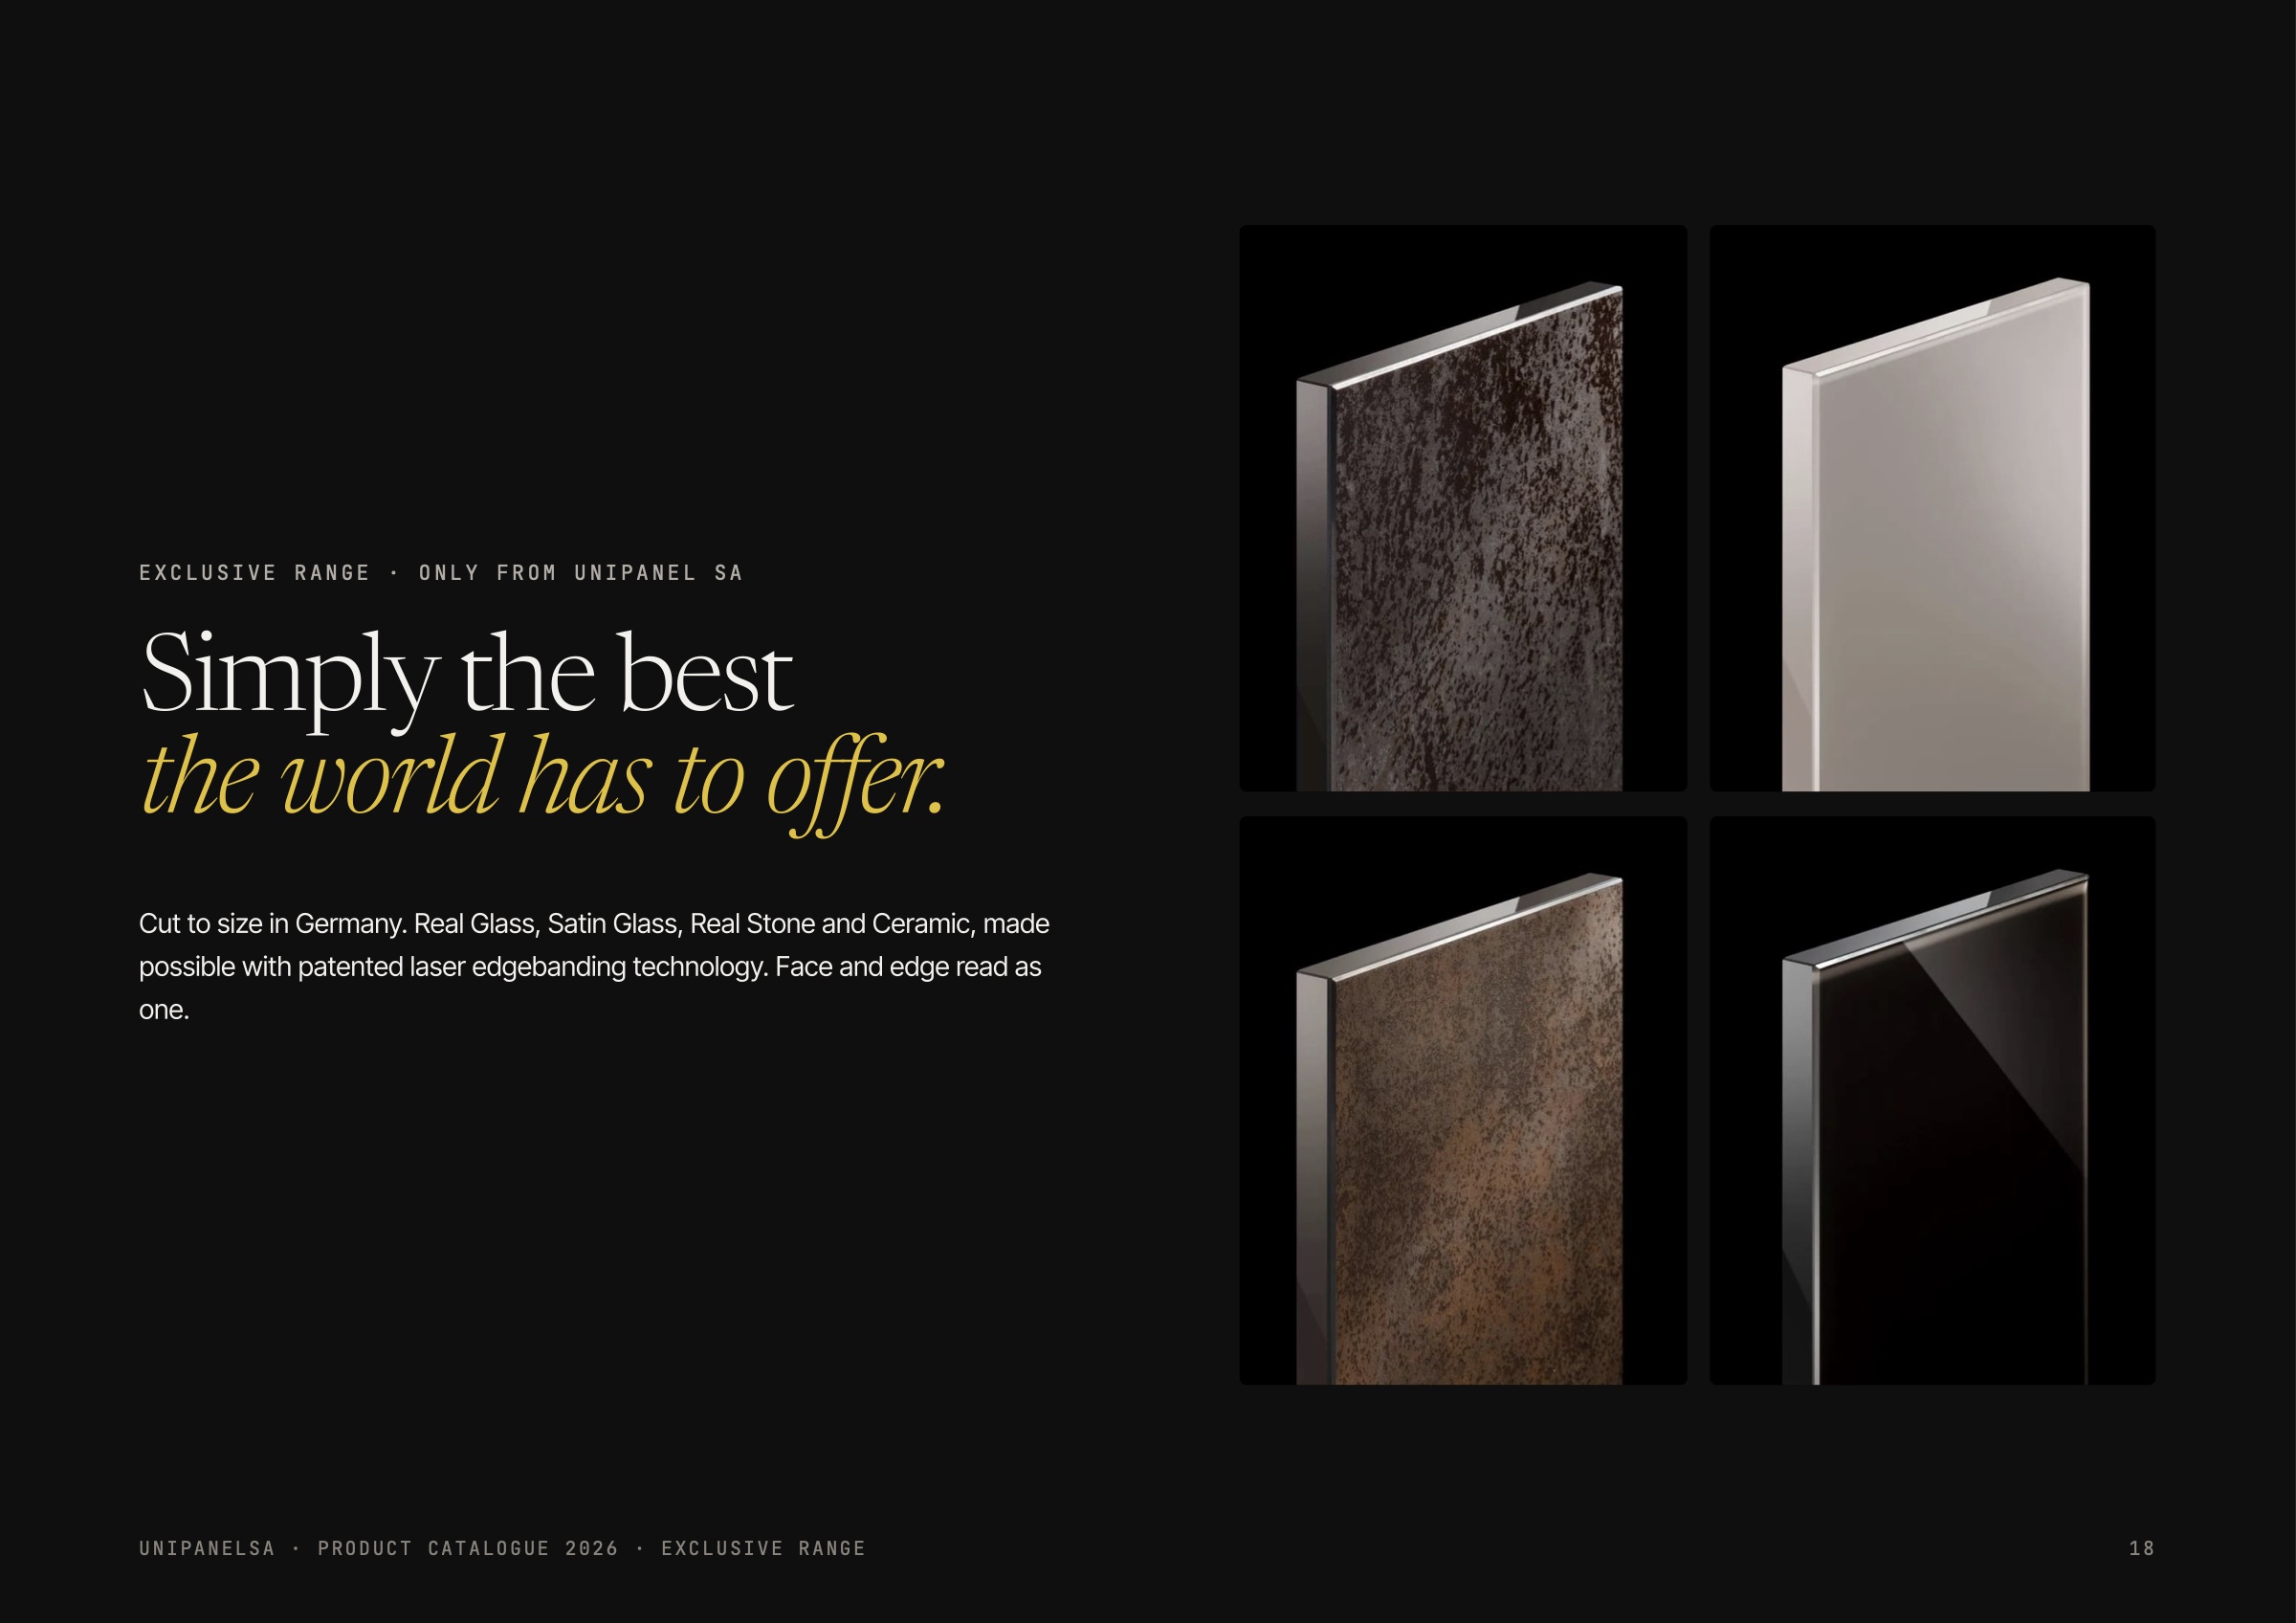 EXCLUSIVE RANGE · ONLY FROM UNIPANEL SA
Simply the best
the world has to offer.
Cut to size in Germany. Real Glass, Satin Glass, Real Stone and Ceramic, made
possible with patented laser edgebanding technology. Face and edge read as
one.
UNIPANELSA · PRODUCT CATALOGUE 2026 · EXCLUSIVE RANGE
18